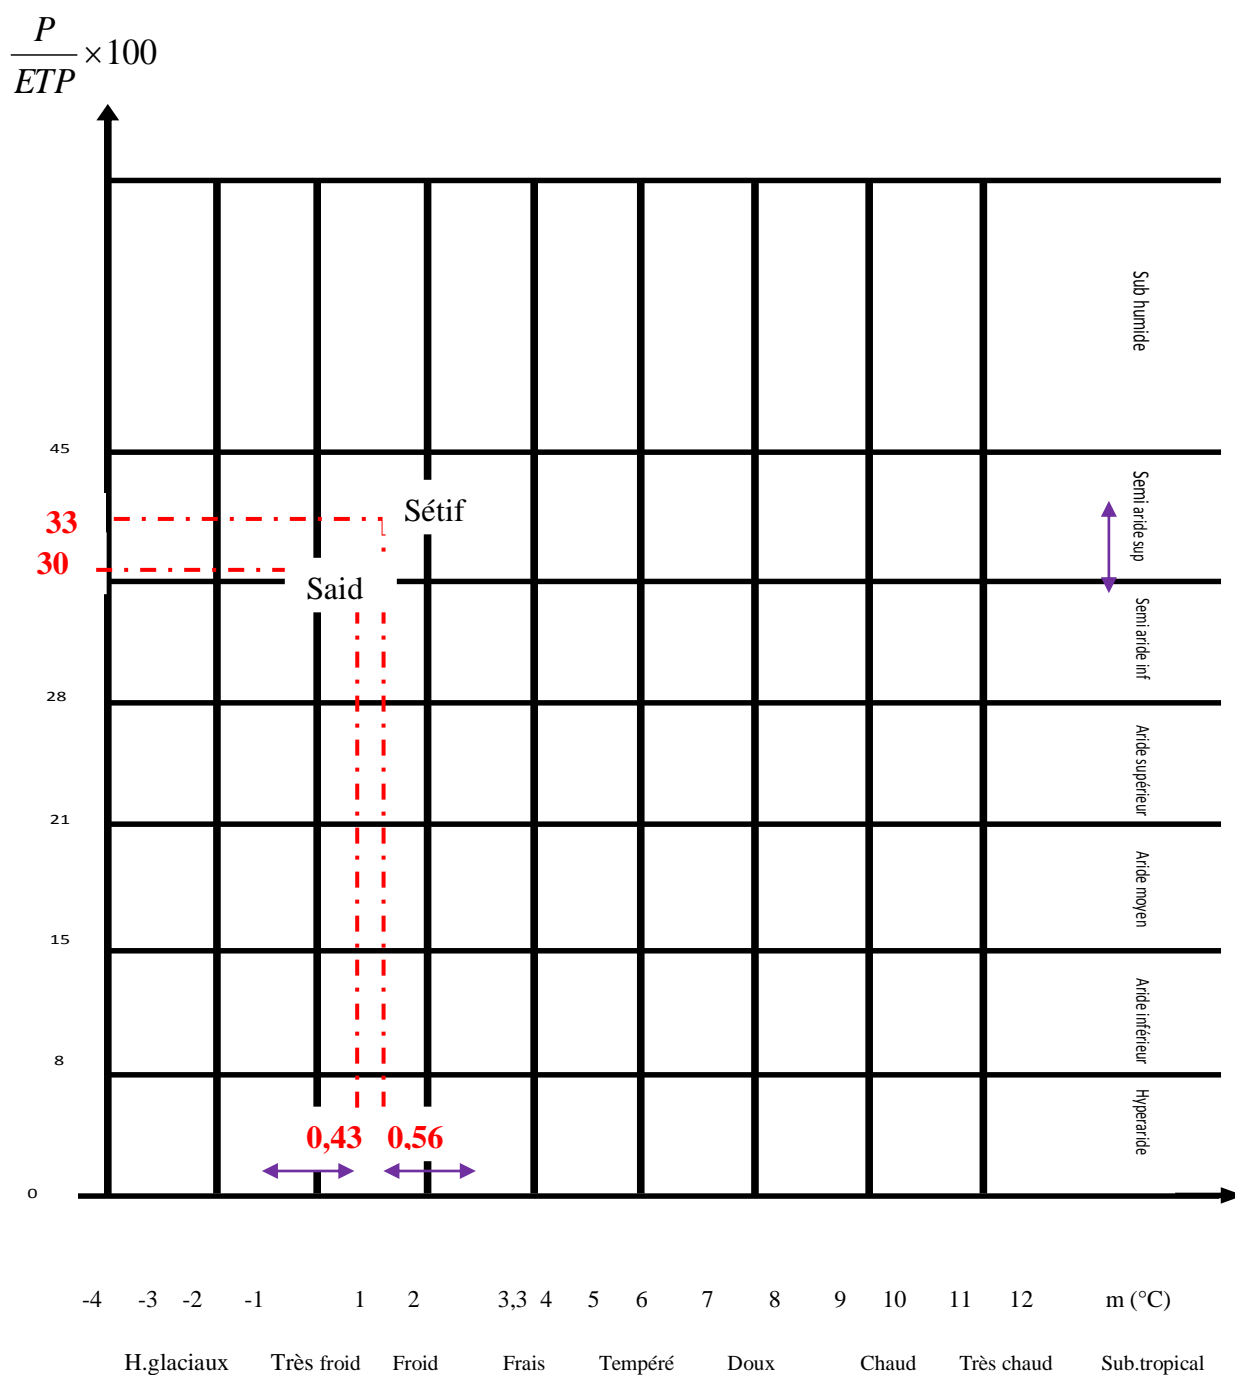 P
ETP
×100
Sub humide
45
Semi aride sup
Sétif
33
30
Said
Semi aride inf
28
Aride supérieur
21
Aride moyen
15
Aride inférieur
8
Hyperaride
0,43 0,56
0
-4 -3 -2 -1 1 2 3,3 4 5 6 7 8 9 10 11 12 m (°C)
H.glaciaux Très froid Froid Frais Tempéré Doux Chaud Très chaud Sub.tropical